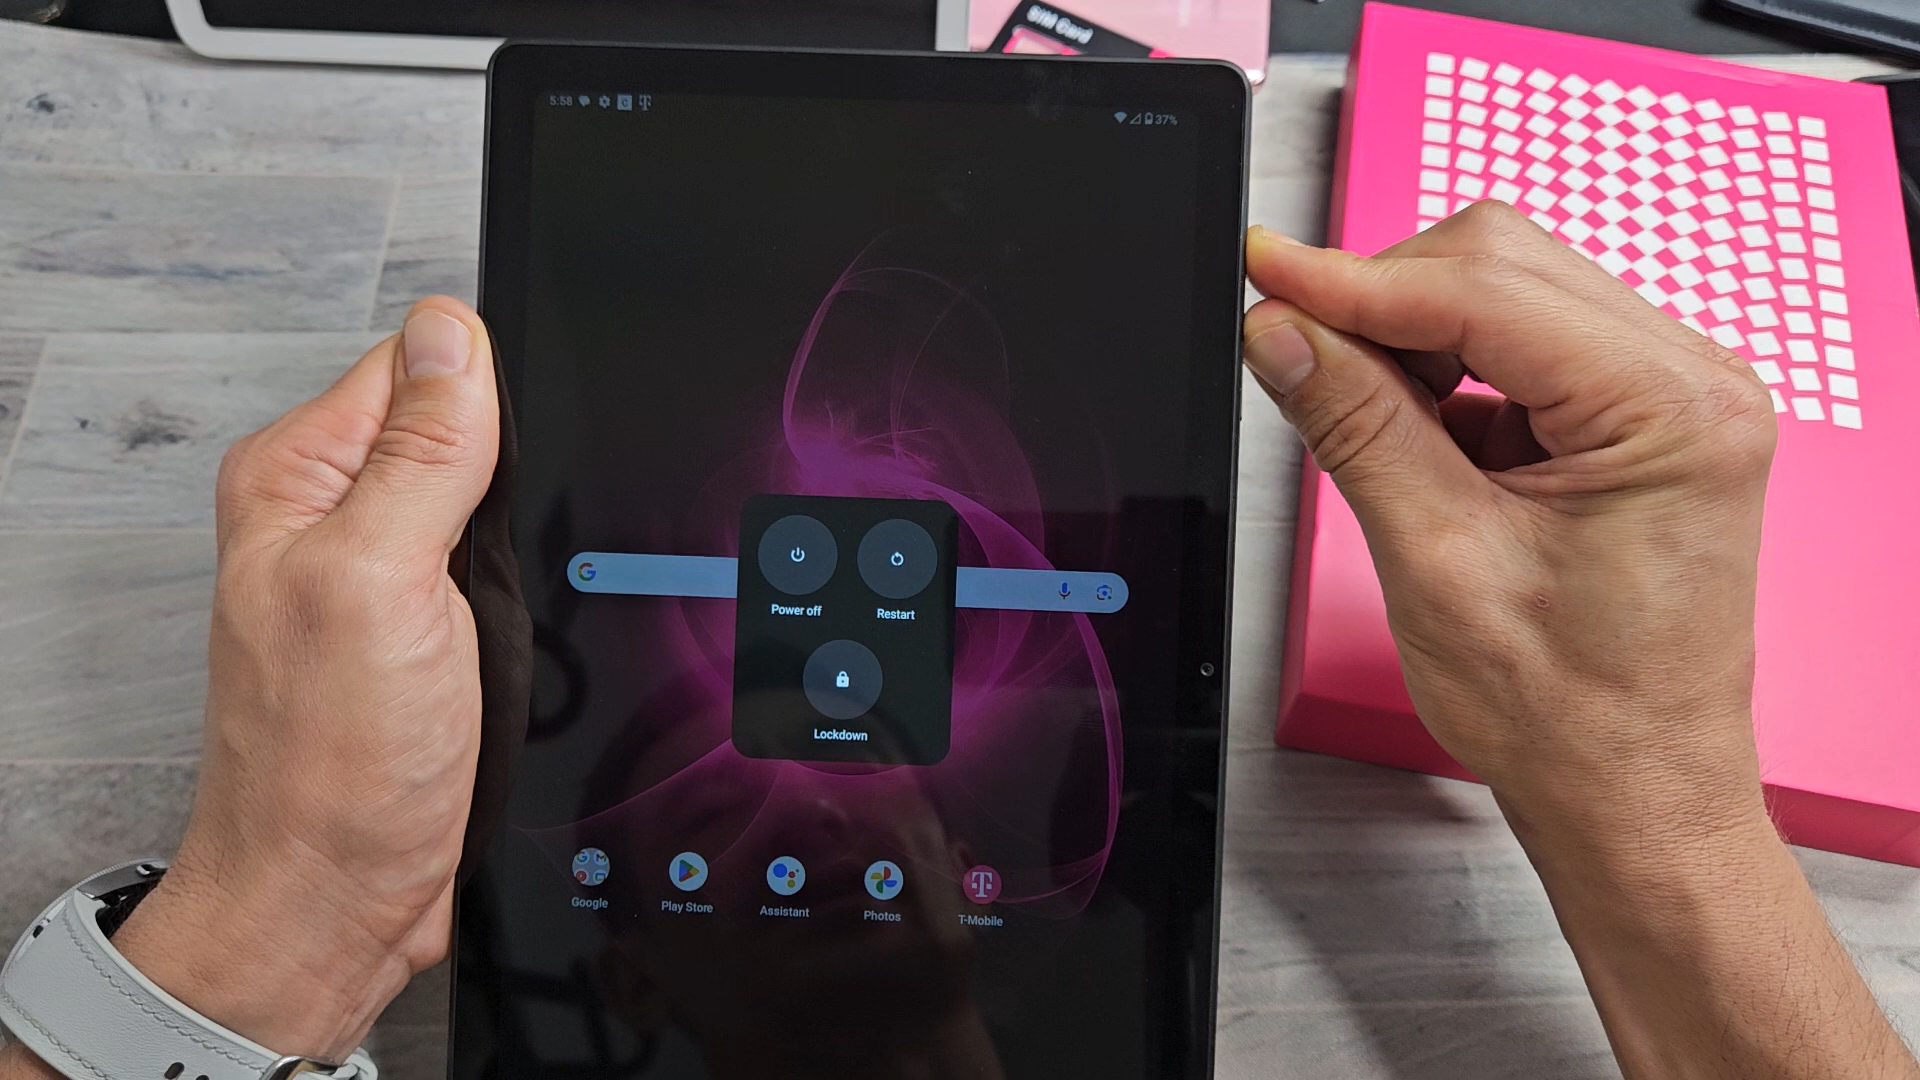 SIM Card
5:58
37%
Power off
Restart
Lockdown
Google
Play Store
Assistant
Photos
T-Mobile